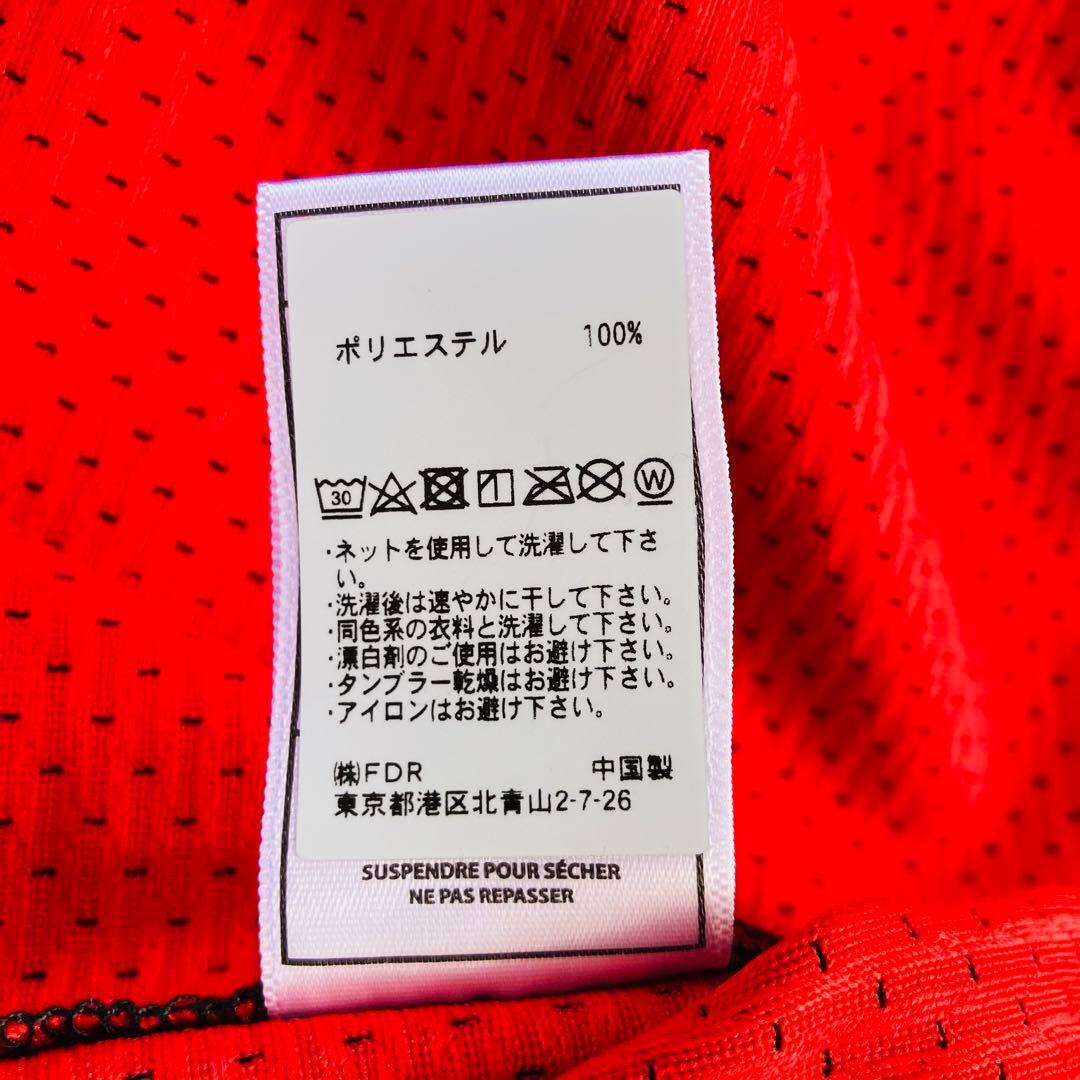 ポリエステル 100%
30 W
・ネットを使用して洗濯して下さ
い。
・洗濯後は速やかに干して下さい。
・同色系の衣料と洗濯して下さい。
・漂白剤のご使用はお避け下さい。
・タンブラー乾燥はお避け下さい。
・アイロンはお避け下さい。
㈱FDR 中国製
東京都港区北青山2-7-26
SUSPENDRE POUR SÉCHER
NE PAS REPASSER